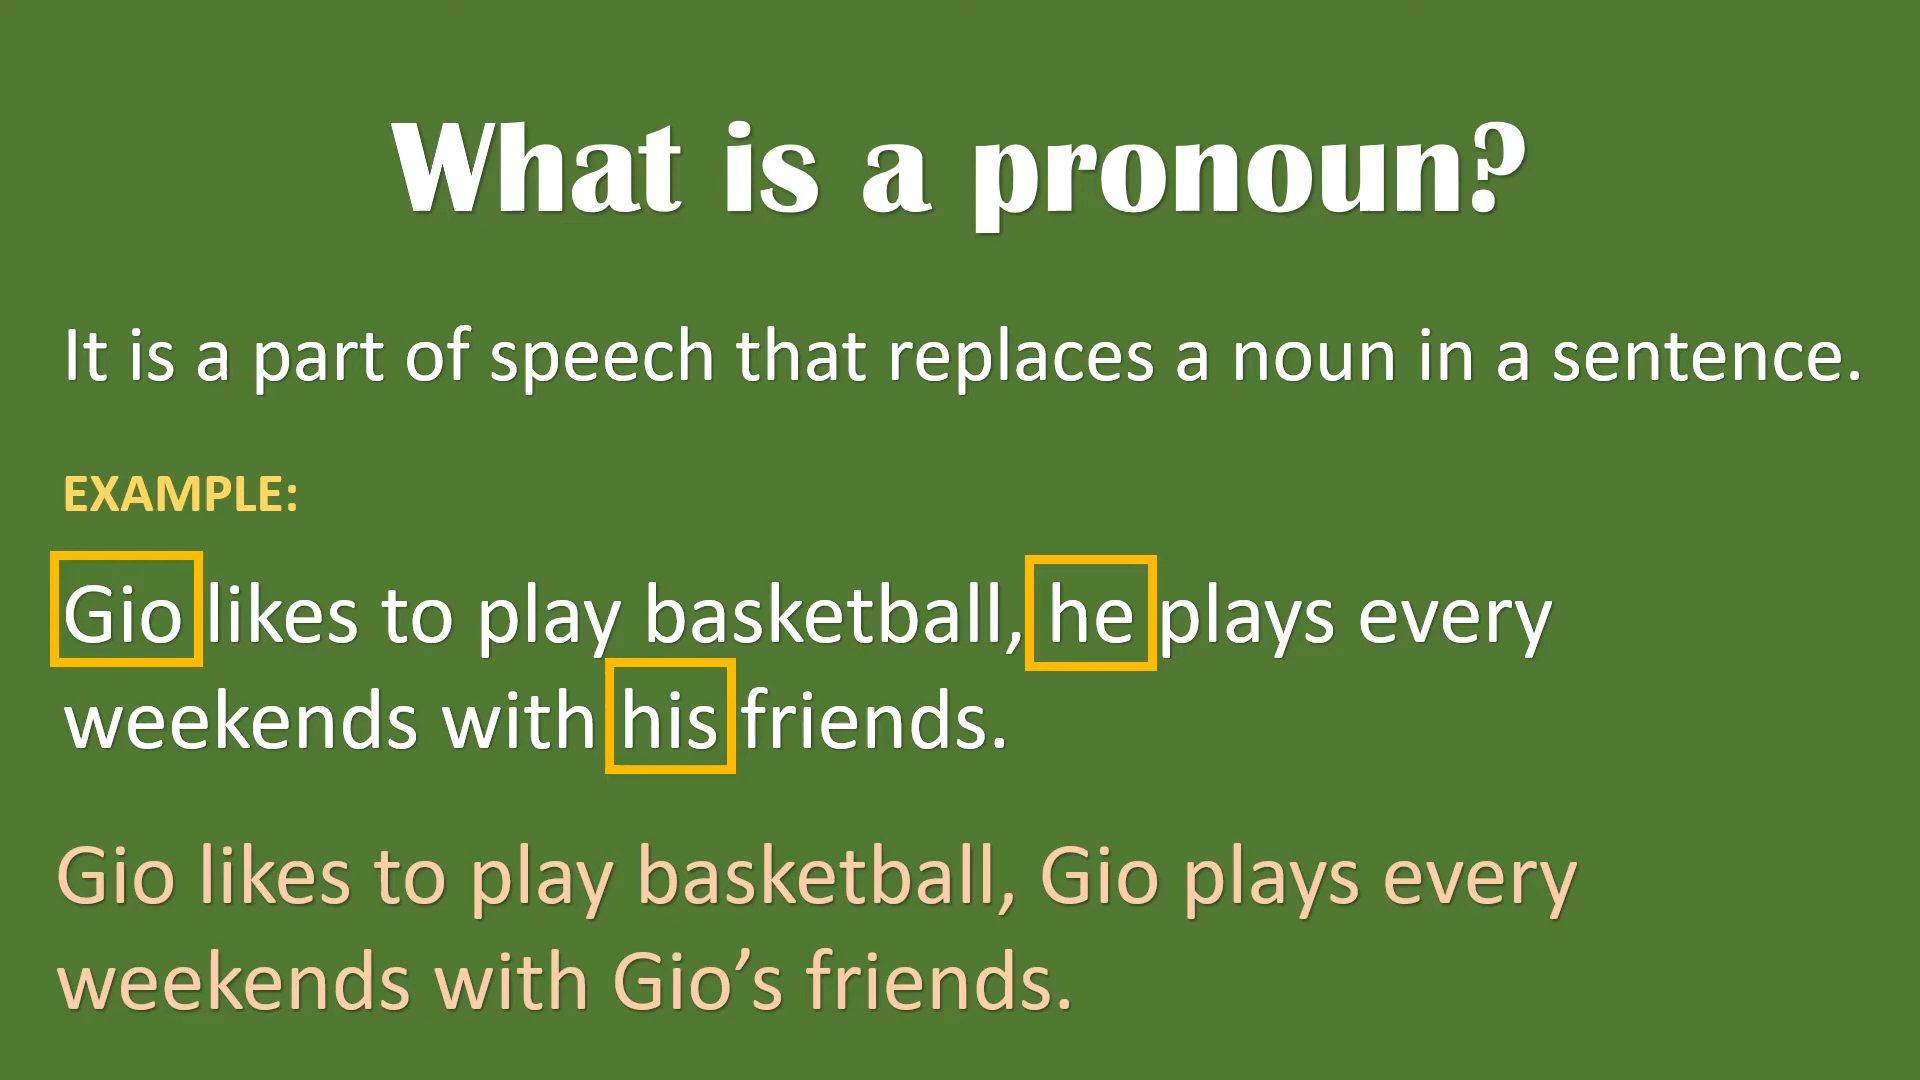 What is a pronoun?
It is a part of speech that replaces a noun in a sentence.
EXAMPLE:
Gio likes to play basketball, he plays every
weekends with his friends.
Gio likes to play basketball, Gio plays every
weekends with Gio’s friends.